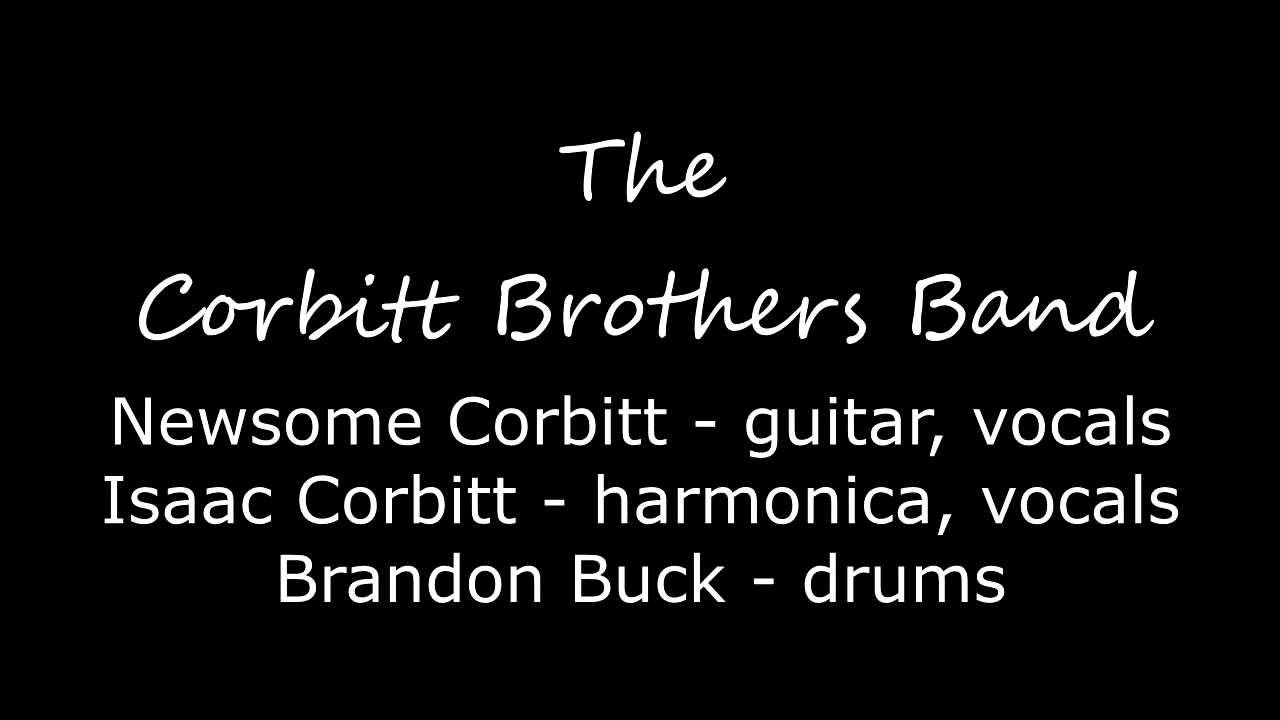 The
Corbitt Brothers Band
Newsome Corbitt - guitar, vocals
Isaac Corbitt - harmonica, vocals
Brandon Buck - drums